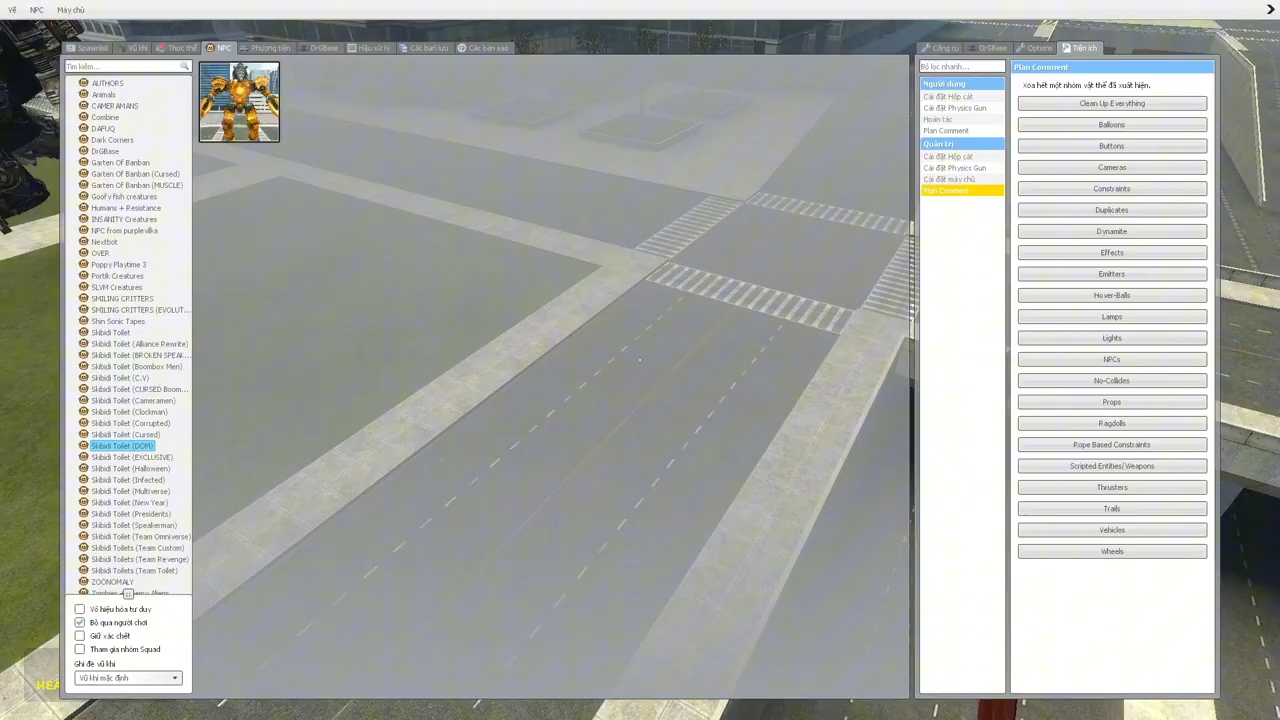 Vẽ NPC Máy chủ
Spawnlist Vũ khí Thực thể NPC Phương tiện DrGBase Hậu xử lý Các bản lưu Các bản sao
Tìm kiếm...
AUTHORS
Animals
CAMERAMANS
Combine
DAFUQ
Dark Corners
DrGBase
Garten Of Banban
Garten Of Banban (Cursed)
Garten Of Banban (MUSCLE)
Goofy fish creatures
Humans + Resistance
INSANITY Creatures
NPC from purplevilka
Nextbot
OVER
Poppy Playtime 3
Portik Creatures
SLVM Creatures
SMILING CRITTERS
SMILING CRITTERS (EVOLUT...
Shin Sonic Tapes
Skibidi Toilet
Skibidi Toilet (Alliance Rewrite)
Skibidi Toilet (BROKEN SPEAK...
Skibidi Toilet (Boombox Men)
Skibidi Toilet (C.V)
Skibidi Toilet (CURSED Boom...
Skibidi Toilet (Cameramen)
Skibidi Toilet (Clockman)
Skibidi Toilet (Corrupted)
Skibidi Toilet (Cursed)
Skibidi Toilet (DOM)
Skibidi Toilet (EXCLUSIVE)
Skibidi Toilet (Halloween)
Skibidi Toilet (Infected)
Skibidi Toilet (Multiverse)
Skibidi Toilet (New Year)
Skibidi Toilet (Presidents)
Skibidi Toilet (Speakerman)
Skibidi Toilet (Team Omniverse)
Skibidi Toilets (Team Custom)
Skibidi Toilets (Team Revenge)
Skibidi Toilets (Team Toilet)
ZOONOMALY
Vô hiệu hóa tư duy
Bỏ qua người chơi
Giữ xác chết
Tham gia nhóm Squad
Ghi đè vũ khí
Vũ khí mặc định
Công cụ DrGBase Options Tiện ích
Bộ lọc nhanh...
Người dùng
Cài đặt Hộp cát
Cài đặt Physics Gun
Hoàn tác
Plan Comment
Quản trị
Cài đặt Hộp cát
Cài đặt Physics Gun
Cài đặt máy chủ
Plan Comment
Plan Comment
Xóa hết một nhóm vật thể đã xuất hiện.
Clean Up Everything
Balloons
Buttons
Cameras
Constraints
Duplicates
Dynamite
Effects
Emitters
Hover-Balls
Lamps
Lights
NPCs
No-Collides
Props
Ragdolls
Rope Based Constraints
Scripted Entities/Weapons
Thrusters
Trails
Vehicles
Wheels